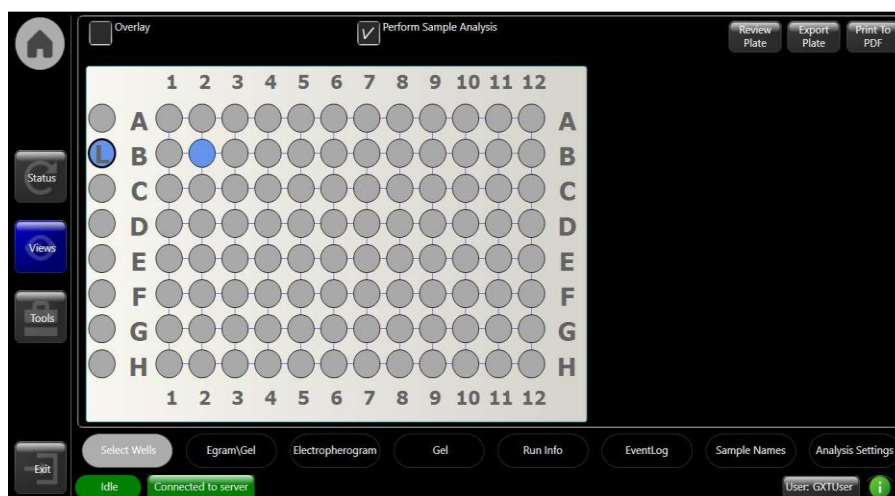 Overlay
Perform Sample Analysis
Review
Plate
Export
Plate
Print To
PDF
1 2 3 4 5 6 7 8 9 10 11 12
A A
L B B
C C
D D
E E
F F
G G
H H
1 2 3 4 5 6 7 8 9 10 11 12
Status
Views
Tools
Exit
Select Wells
Egram\Gel
Electropherogram
Gel
Run Info
EventLog
Sample Names
Analysis Settings
Idle
Connected to server
User: GXTUser
i